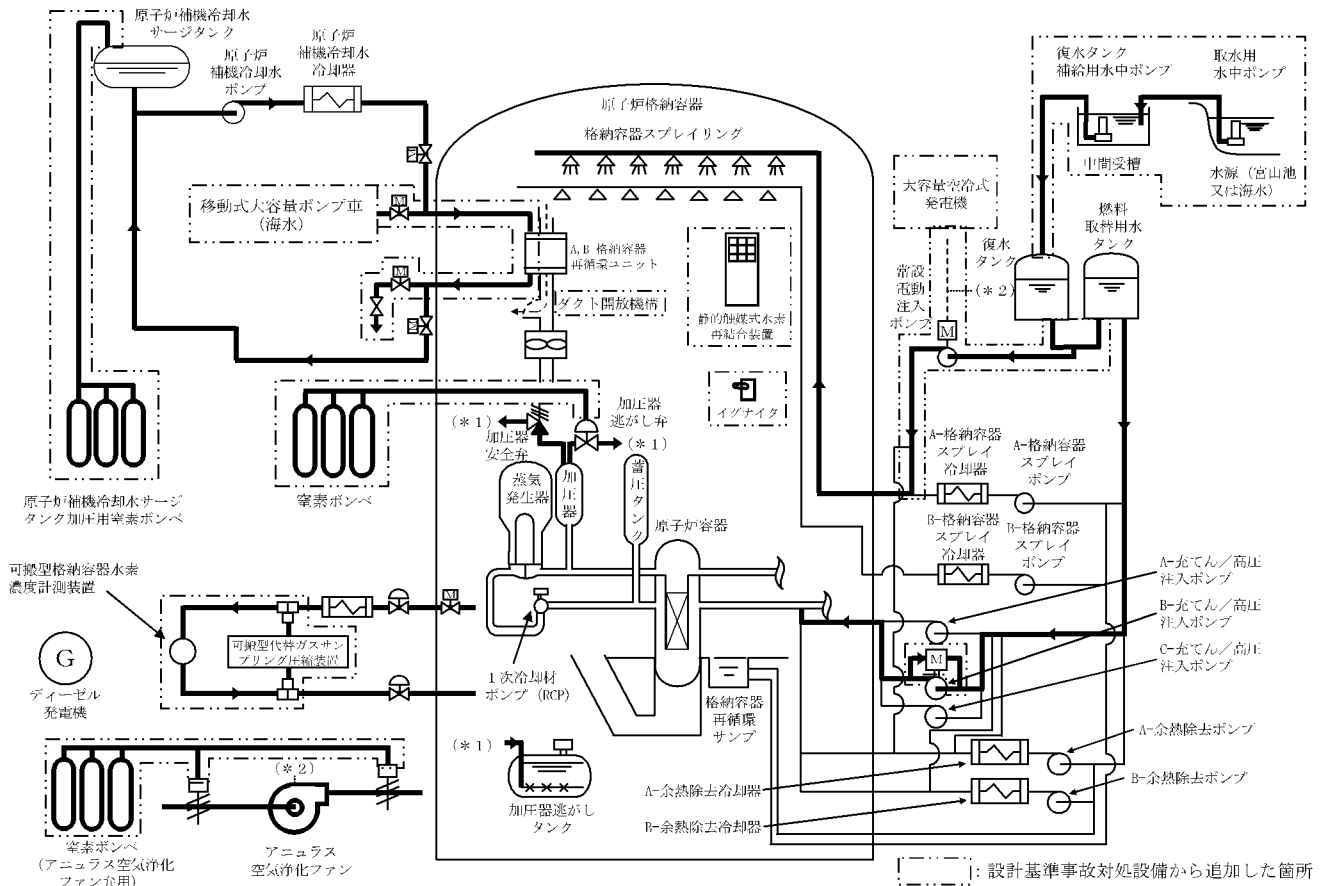 原子炉補機冷却水
サージタンク
原子炉
補機冷却水
ポンプ
原子炉
補機冷却水
冷却器
原子炉格納容器
格納容器スプレイリング
復水タンク
補給用水中ポンプ
取水用
水中ポンプ
中間受槽
水源（宮山池
又は海水）
大容量空冷式
発電機
燃料
取替用水
タンク
復水
タンク
常設
電動
注入
ポンプ
(＊2)
M
移動式大容量ポンプ車
（海水）
M
M
A,B 格納容器
再循環ユニット
ダクト開放機構
静的触媒式水素
再結合装置
イグナイタ
加圧器
逃がし弁
(＊1)
加圧器
安全弁
(＊1)
蒸気
発生器
加圧器
蓄圧タンク
原子炉容器
窒素ボンベ
原子炉補機冷却水サージ
タンク加圧用窒素ボンベ
A-格納容器
スプレイ
冷却器
A-格納容器
スプレイ
ポンプ
B-格納容器
スプレイ
冷却器
B-格納容器
スプレイ
ポンプ
A-充てん／高圧
注入ポンプ
B-充てん／高圧
注入ポンプ
C-充てん／高圧
注入ポンプ
M
可搬型格納容器水素
濃度計測装置
M
可搬型代替ガスサン
プリング圧縮装置
G
ディーゼル
発電機
1次冷却材
ポンプ（RCP）
格納容器
再循環
サンプ
A-余熱除去ポンプ
B-余熱除去ポンプ
A-余熱除去冷却器
B-余熱除去冷却器
(＊1)
加圧器逃がし
タンク
(＊2)
窒素ボンベ
(アニュラス空気浄化
ファン弁用)
アニュラス
空気浄化ファン
：設計基準事故対処設備から追加した箇所